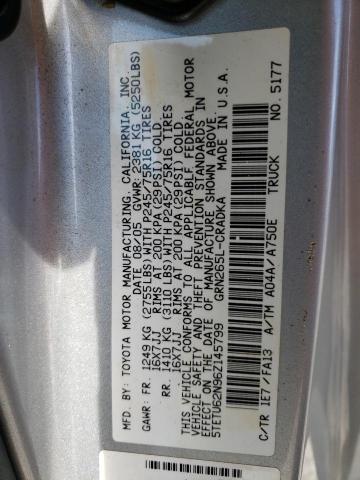 MFD. BY: TOYOTA MOTOR MANUFACTURING, CALIFORNIA, INC.
DATE: 08/05 GVWR: 2381 KG (5250LBS)
GAWR: FR. 1249 KG (2755LBS)WITH P245/75R16 TIRES
16X7JJ RIMS AT 200 KPA(29PSI) COLD.
RR. 1410 KG (3110LBS)WITH P245/75R16 TIRES
16X7JJ RIMS AT 200 KPA(29PSI) COLD.
THIS VEHICLE CONFORMS TO ALL APPLICABLE FEDERAL MOTOR
VEHICLE SAFETY AND THEFT PREVENTION STANDARDS IN
EFFECT ON THE DATE OF MANUFACTURE SHOWN ABOVE.
5TETU62N96Z145799 GRN265L-CRADKA MADE IN U.S.A.
TRUCK
C/TR 1E7/FA13 A/TM A04A/A750E NO. 5177